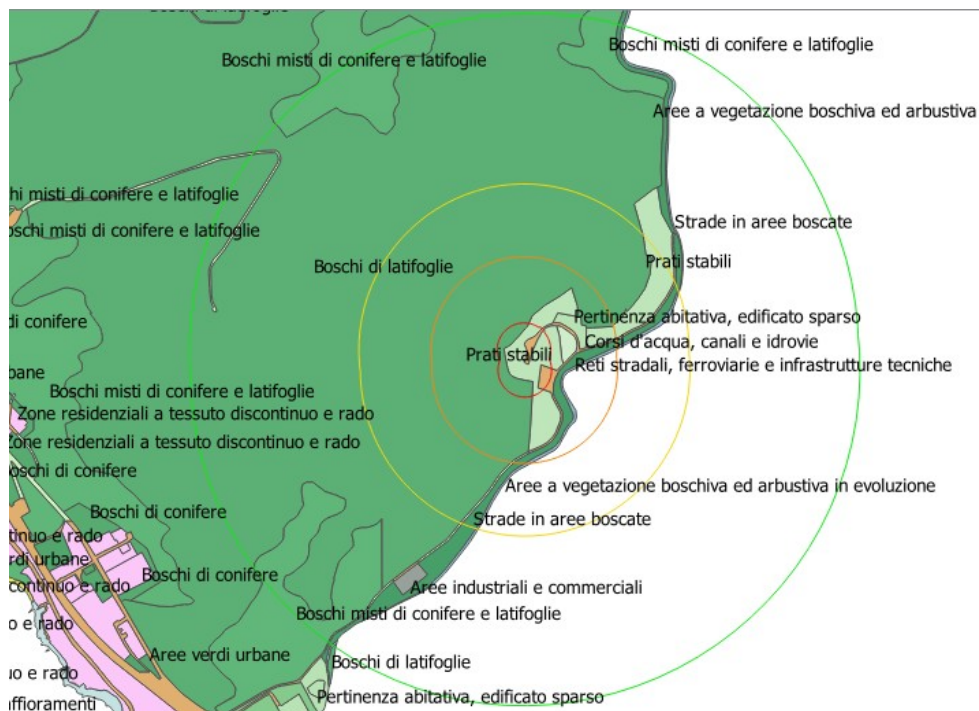 Boschi di latifoglie
Boschi misti di conifere e latifoglie
Boschi misti di conifere e latifoglie
Aree a vegetazione boschiva ed arbustiva
hi misti di conifere e latifoglie
Strade in aree boscate
oschi misti di conifere e latifoglie
Prati stabili
Boschi di latifoglie
Pertinenza abitativa, edificato sparso
di conifere
Corsi d'acqua, canali e idrovie
Prati stabili
Reti stradali, ferroviarie e infrastrutture tecniche
bane
Boschi misti di conifere e latifoglie
Zone residenziali a tessuto discontinuo e rado
Zone residenziali a tessuto discontinuo e rado
oschi di conifere
Aree a vegetazione boschiva ed arbustiva in evoluzione
Boschi di conifere
Strade in aree boscate
tinuo e rado
rdi urbane
Boschi di conifere
continuo e rado
Aree industriali e commerciali
Boschi misti di conifere e latifoglie
o e rado
Aree verdi urbane
Boschi di latifoglie
uo e rado
Pertinenza abitativa, edificato sparso
affioramenti